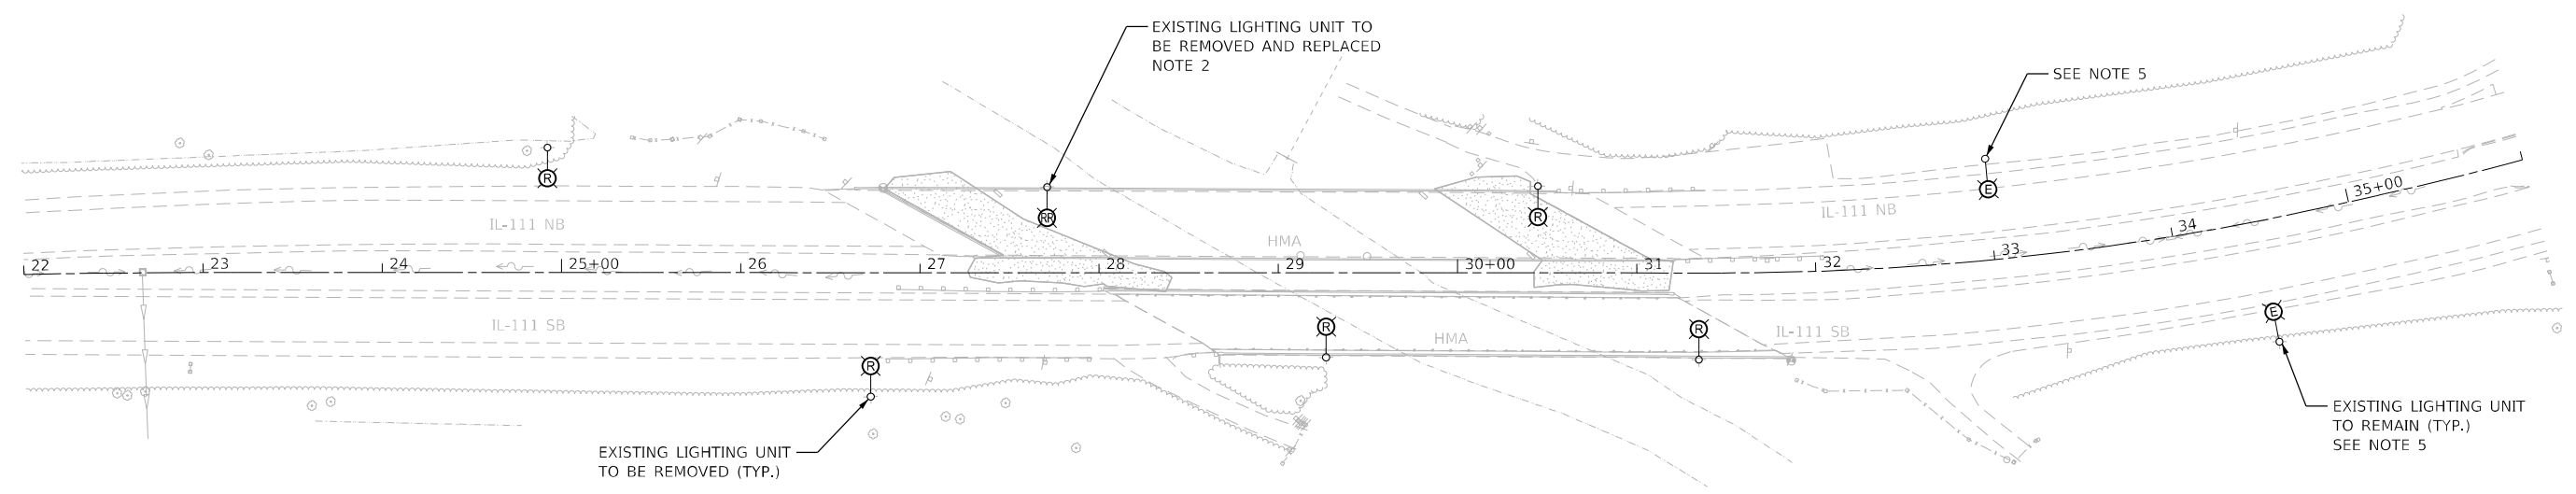 EXISTING LIGHTING UNIT TO
BE REMOVED AND REPLACED
NOTE 2
SEE NOTE 5
R
RR
R
E
IL-111 NB
IL-111 NB
HMA
22
23
24
25+00
26
27
28
29
30+00
31
32
33
34
35+00
IL-111 SB
HMA
IL-111 SB
R
R
R
E
EXISTING LIGHTING UNIT
TO BE REMOVED (TYP.)
EXISTING LIGHTING UNIT
TO REMAIN (TYP.)
SEE NOTE 5